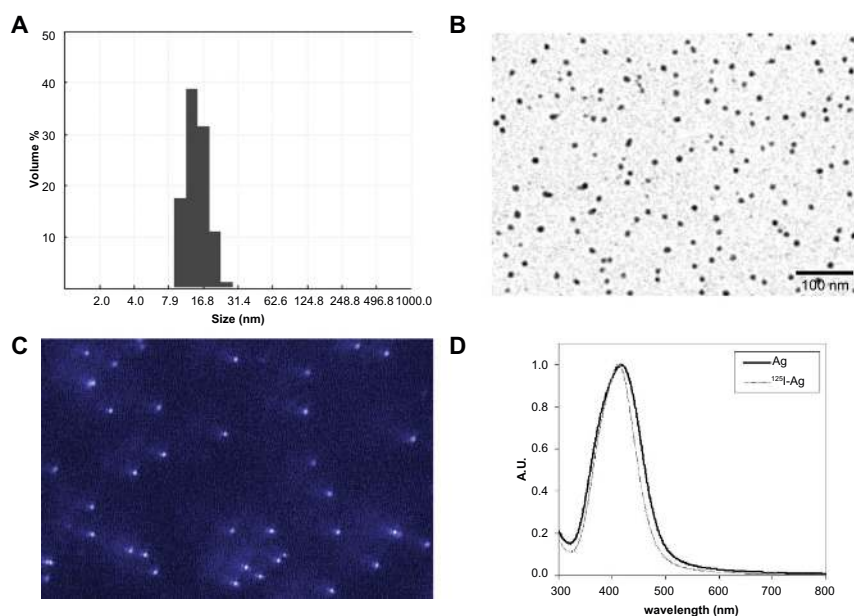 A
50
40
30
20
10
Volume %
2.0 4.0 7.9 16.8 31.4 62.6 124.8 248.8 496.8 1000.0
Size (nm)
B
100 nm
C
D
Ag
¹²⁵I-Ag
1.0
0.8
0.6
0.4
0.2
0.0
A.U.
300 400 500 600 700 800
wavelength (nm)